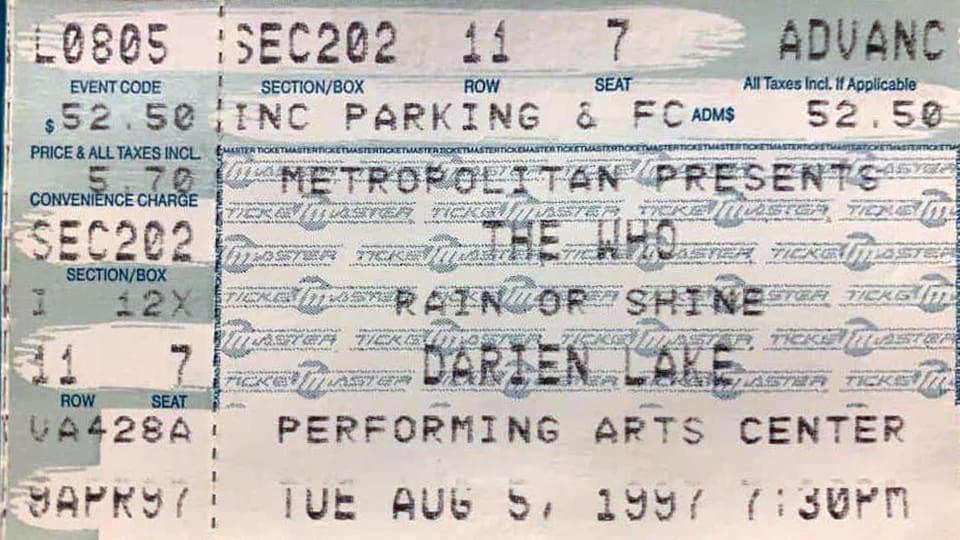 L0805 SEC202 11 7 ADVANC
EVENT CODE SECTION/BOX ROW SEAT All Taxes Incl. If Applicable
$ 52.50 INC PARKING & FC ADM$ 52.50
PRICE & ALL TAXES INCL.
5.70
CONVENIENCE CHARGE
SEC202
SECTION/BOX
1 12X
11 7
ROW SEAT
VA428A
9APR97
MASTERTICKETMASTERTICKETMASTERTICKETMASTERTICKETMASTERTICKETMASTERTICKETMASTERTICKETMASTER
METROPOLITAN PRESENTS
THE WHO
RAIN OR SHINE
DARIEN LAKE
PERFORMING ARTS CENTER
TUE AUG 5, 1997 7:30PM